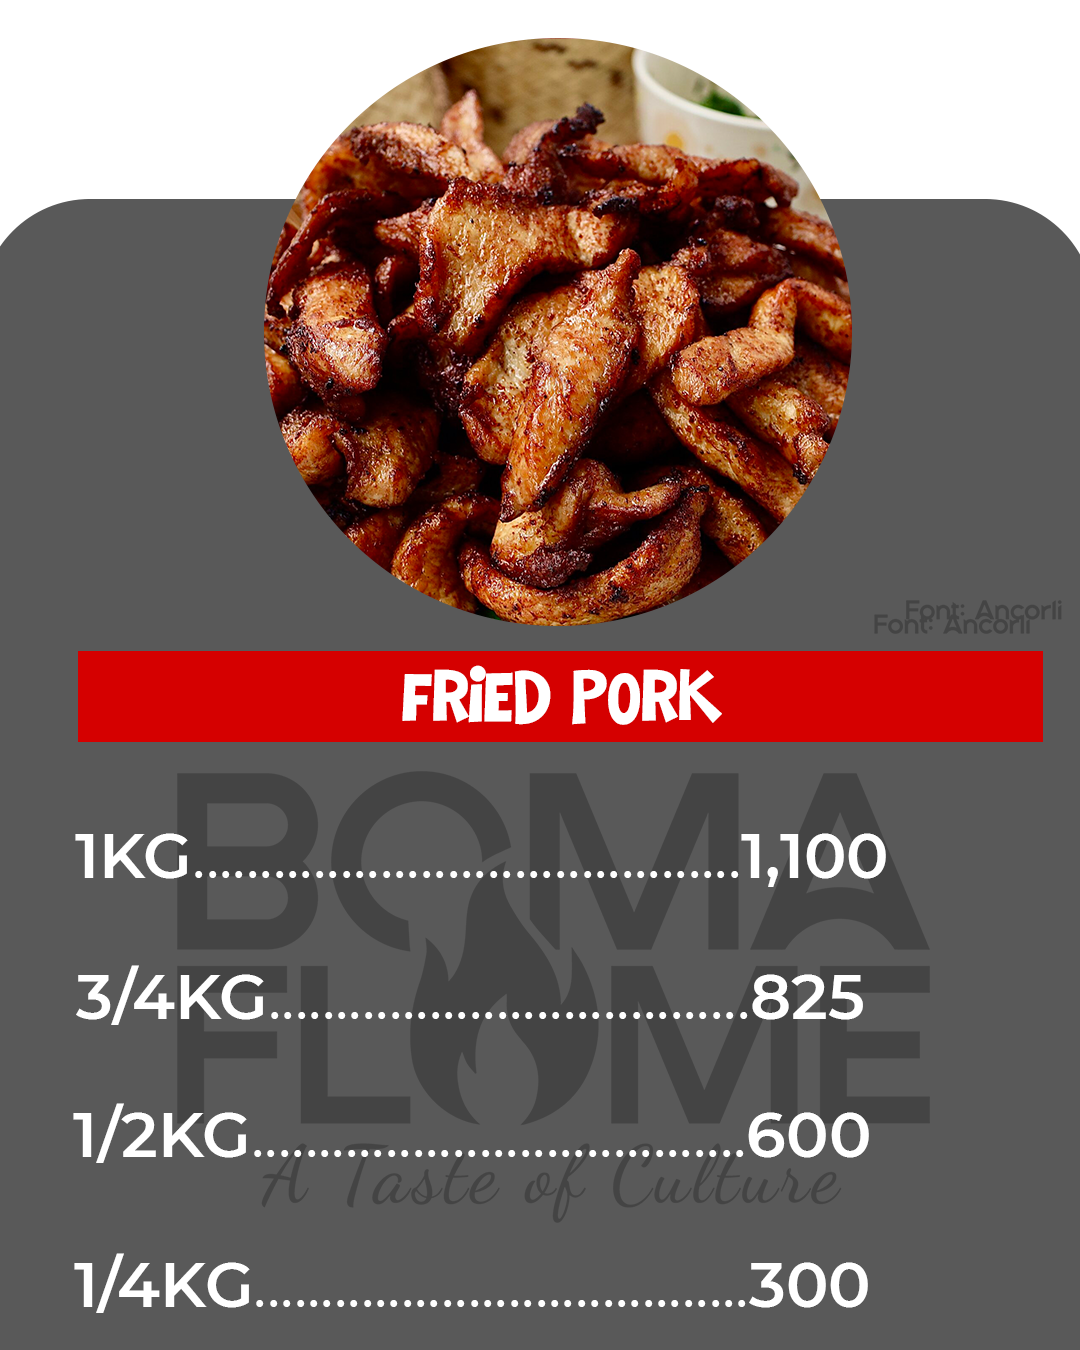 Font: Ancorli
Font: Ancorli
FRiED PORK
BOMA
1KG.........................................1,100
3/4KG....................................825
FLOME
1/2KG.....................................600
A Taste of Culture
1/4KG.....................................300